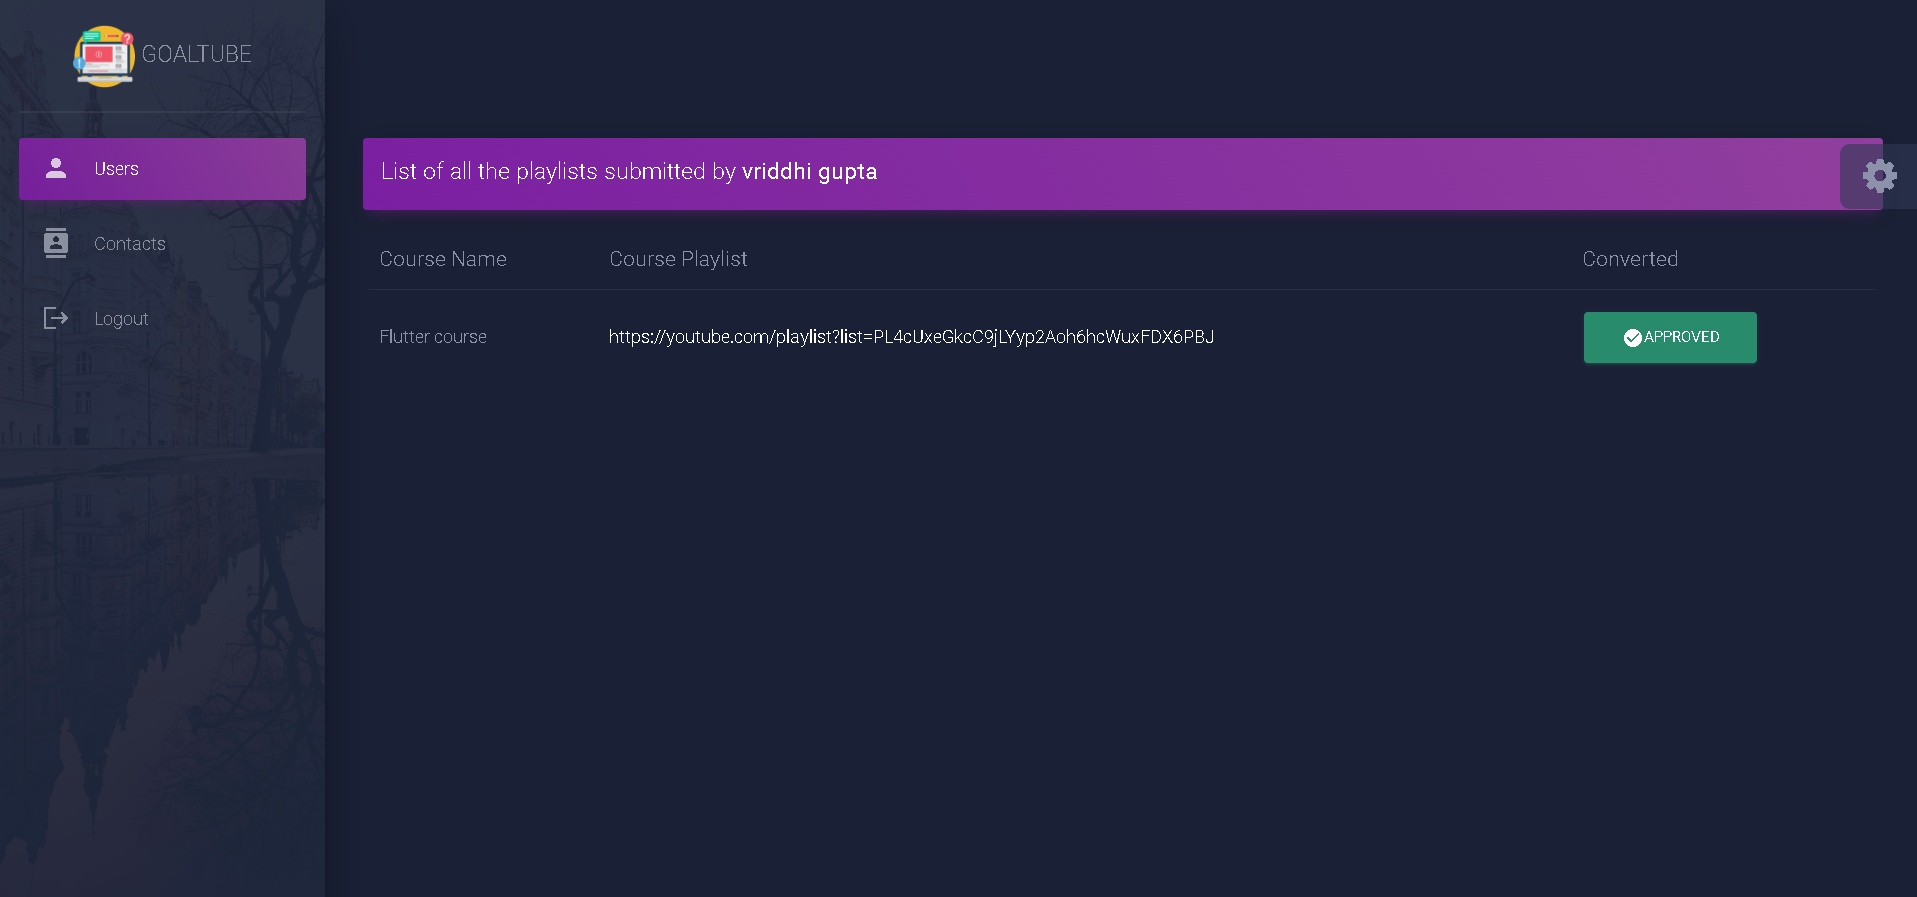 GOALTUBE
Users
Contacts
Logout
List of all the playlists submitted by vriddhi gupta
Course Name Course Playlist Converted
Flutter course https://youtube.com/playlist?list=PL4cUxeGkcC9jLYyp2Aoh6hcWuxFDX6PBJ APPROVED